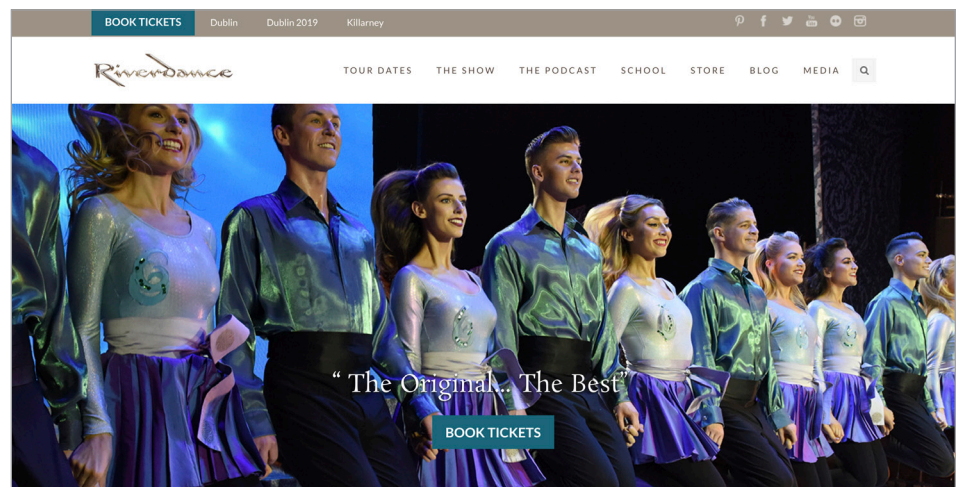 BOOK TICKETS Dublin Dublin 2019 Killarney
Riverdance
TOUR DATES THE SHOW THE PODCAST SCHOOL STORE BLOG MEDIA
“ The Original... The Best”
BOOK TICKETS